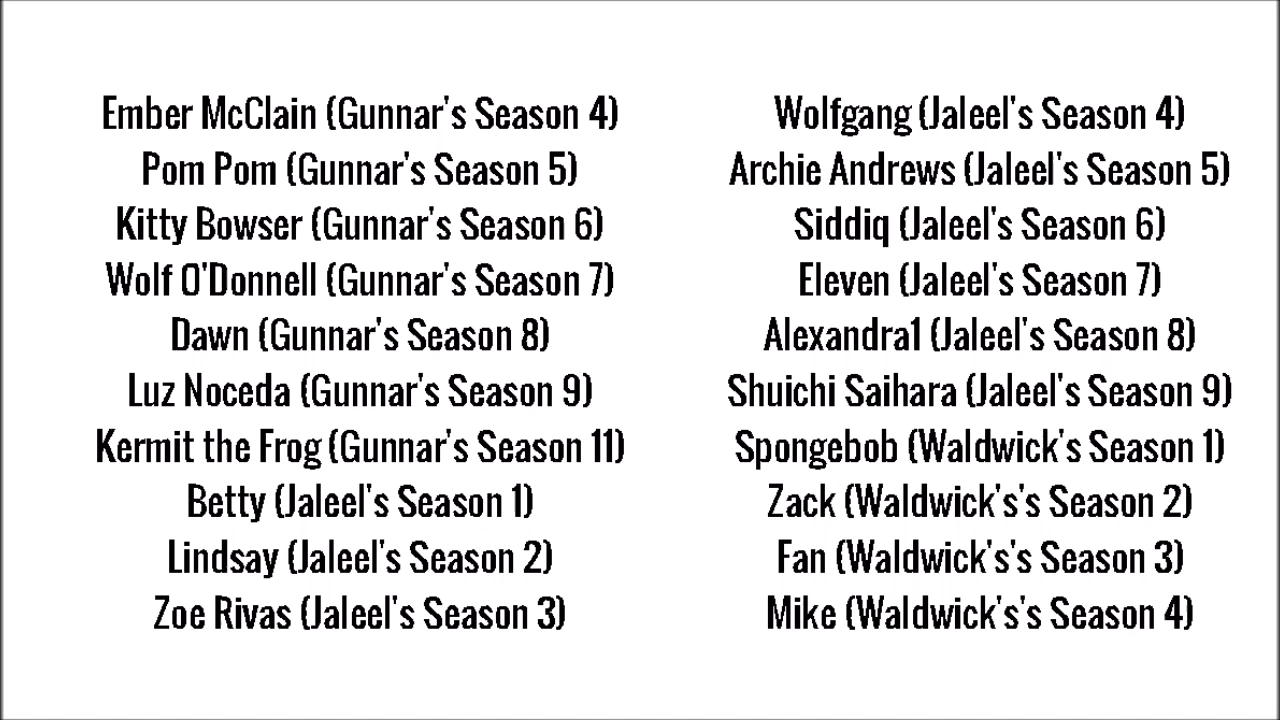 Ember McClain (Gunnar's Season 4)
Pom Pom (Gunnar's Season 5)
Kitty Bowser (Gunnar's Season 6)
Wolf O'Donnell (Gunnar's Season 7)
Dawn (Gunnar's Season 8)
Luz Noceda (Gunnar's Season 9)
Kermit the Frog (Gunnar's Season 11)
Betty (Jaleel's Season 1)
Lindsay (Jaleel's Season 2)
Zoe Rivas (Jaleel's Season 3)
Wolfgang (Jaleel's Season 4)
Archie Andrews (Jaleel's Season 5)
Siddiq (Jaleel's Season 6)
Eleven (Jaleel's Season 7)
Alexandra1 (Jaleel's Season 8)
Shuichi Saihara (Jaleel's Season 9)
Spongebob (Waldwick's Season 1)
Zack (Waldwick's's Season 2)
Fan (Waldwick's's Season 3)
Mike (Waldwick's's Season 4)